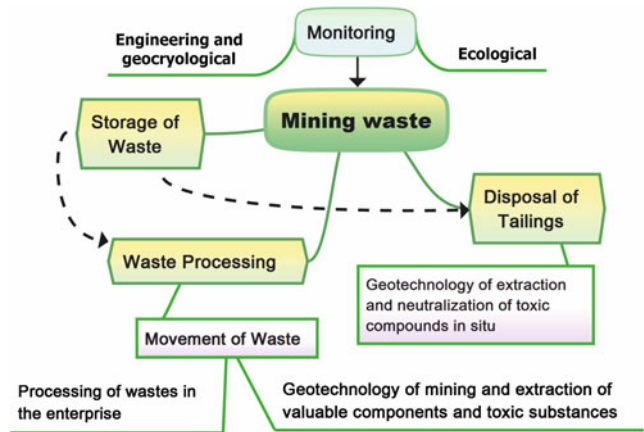 Engineering and
geocryological
Monitoring
Ecological
Mining waste
Storage of
Waste
Disposal of
Tailings
Waste Processing
Geotechnology of extraction
and neutralization of toxic
compounds in situ
Movement of Waste
Processing of wastes in
the enterprise
Geotechnology of mining and extraction of
valuable components and toxic substances